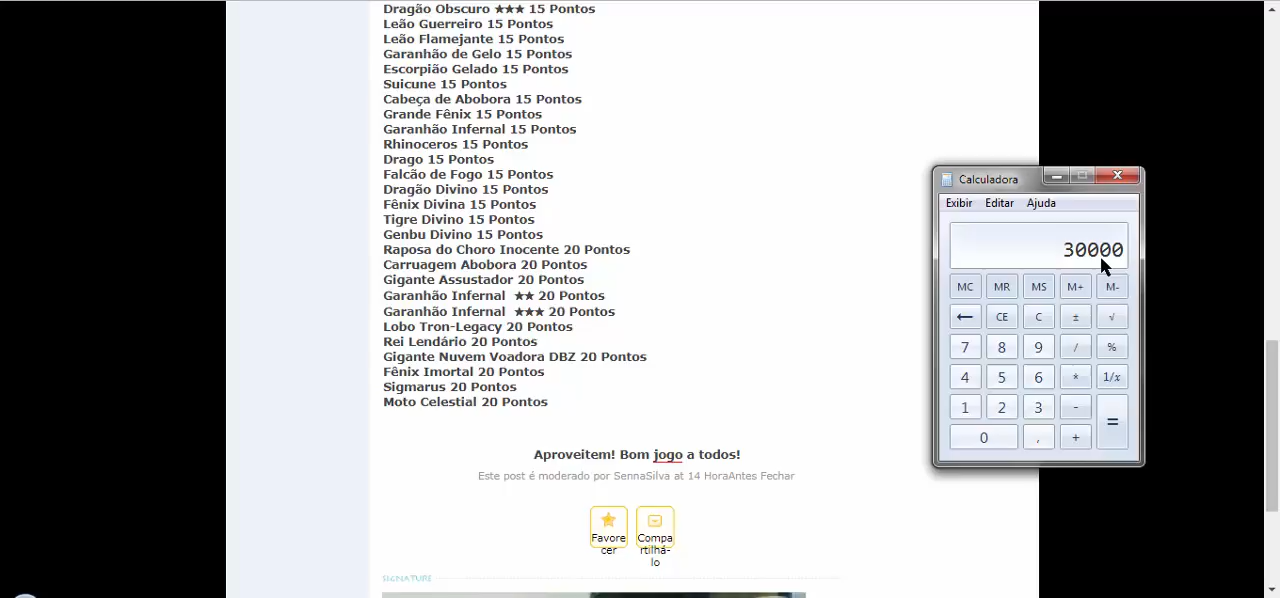 Dragão Obscuro ★★★ 15 Pontos
Leão Guerreiro 15 Pontos
Leão Flamejante 15 Pontos
Garanhão de Gelo 15 Pontos
Escorpião Gelado 15 Pontos
Suicune 15 Pontos
Cabeça de Abobora 15 Pontos
Grande Fênix 15 Pontos
Garanhão Infernal 15 Pontos
Rhinoceros 15 Pontos
Drago 15 Pontos
Falcão de Fogo 15 Pontos
Dragão Divino 15 Pontos
Fênix Divina 15 Pontos
Tigre Divino 15 Pontos
Genbu Divino 15 Pontos
Raposa do Choro Inocente 20 Pontos
Carruagem Abobora 20 Pontos
Gigante Assustador 20 Pontos
Garanhão Infernal ★★ 20 Pontos
Garanhão Infernal ★★★ 20 Pontos
Lobo Tron-Legacy 20 Pontos
Rei Lendário 20 Pontos
Gigante Nuvem Voadora DBZ 20 Pontos
Fênix Imortal 20 Pontos
Sigmarus 20 Pontos
Moto Celestial 20 Pontos
Aproveitem! Bom jogo a todos!
Este post é moderado por SennaSilva at 14 HoraAntes Fechar
Favore
cer
Compa
rtilhá-
lo
SIGNATURE
Calculadora
Exibir Editar Ajuda
30000
MC MR MS M+ M-
← CE C ± √
7 8 9 / %
4 5 6 * 1/x
1 2 3 - =
0 , +